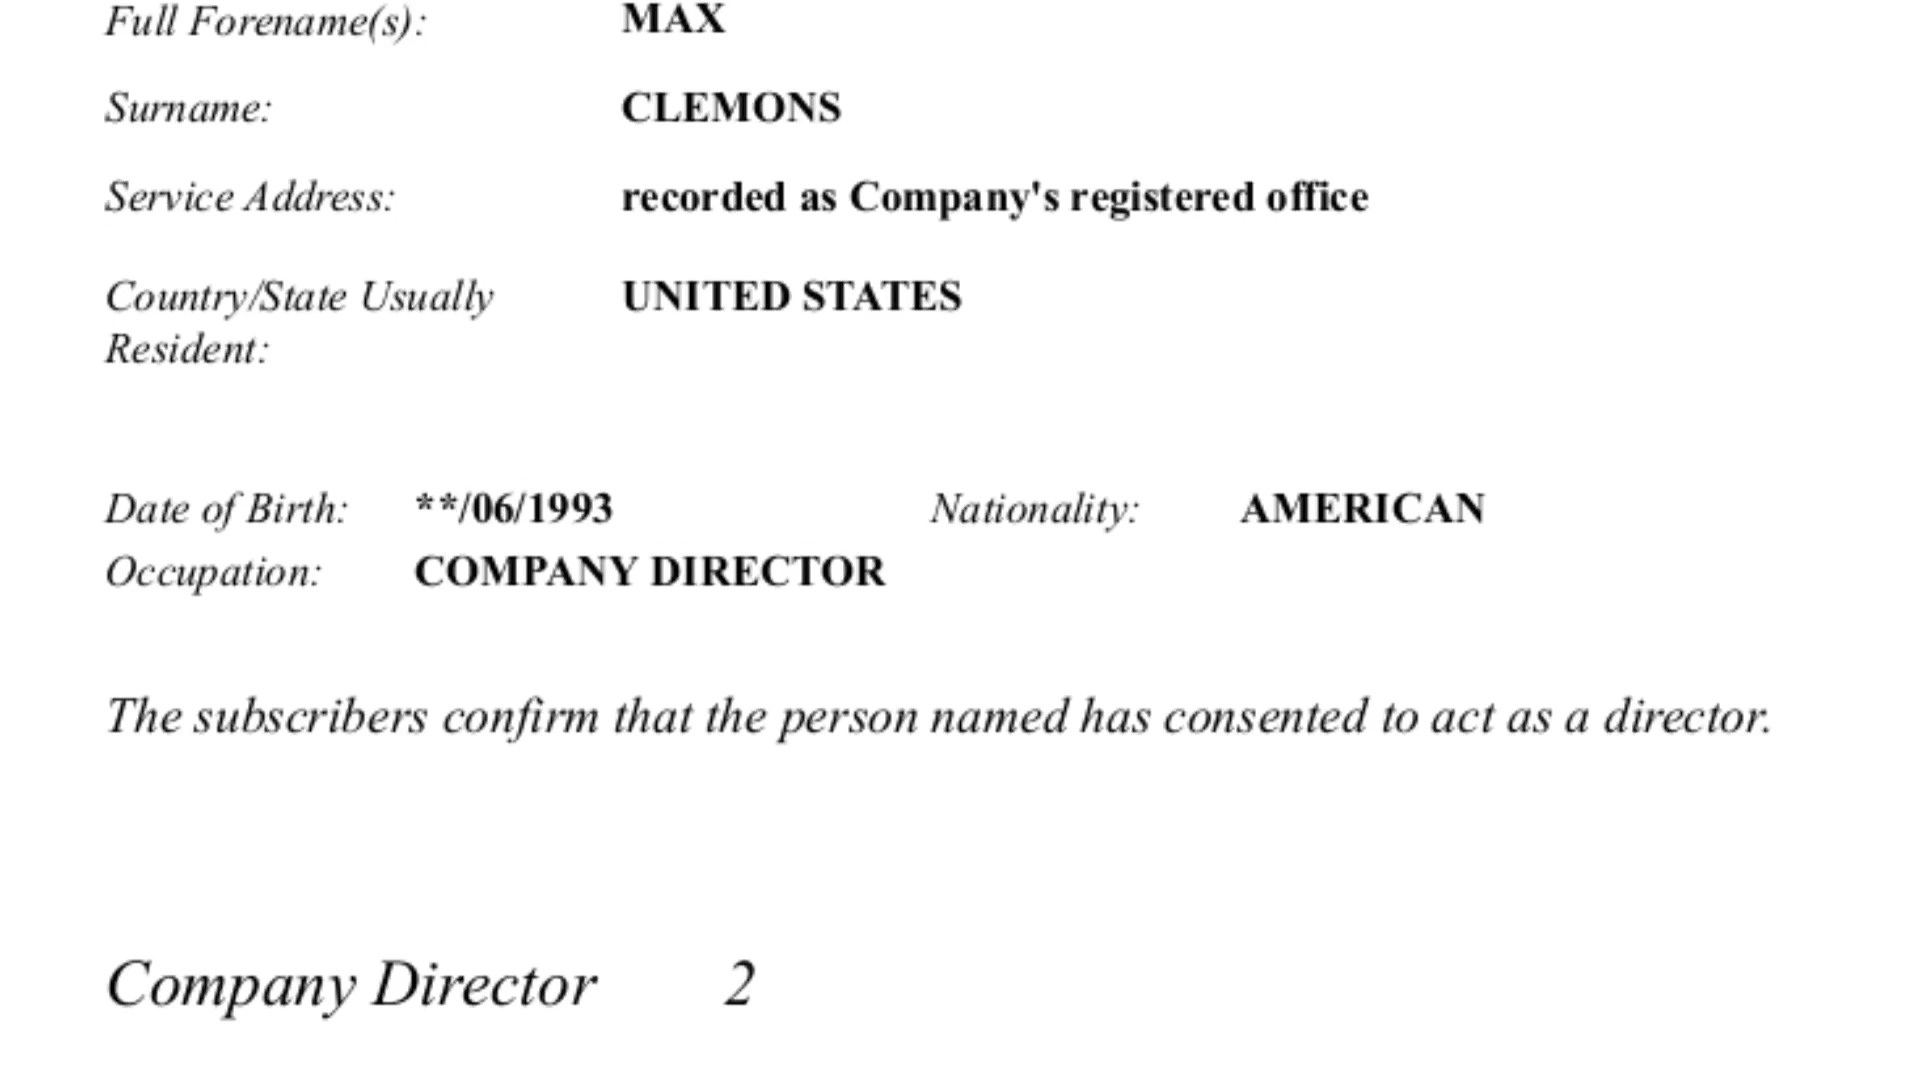 Full Forename(s): MAX
Surname: CLEMONS
Service Address: recorded as Company's registered office
Country/State Usually UNITED STATES
Resident:
Date of Birth: **/06/1993 Nationality: AMERICAN
Occupation: COMPANY DIRECTOR
The subscribers confirm that the person named has consented to act as a director.
Company Director 2